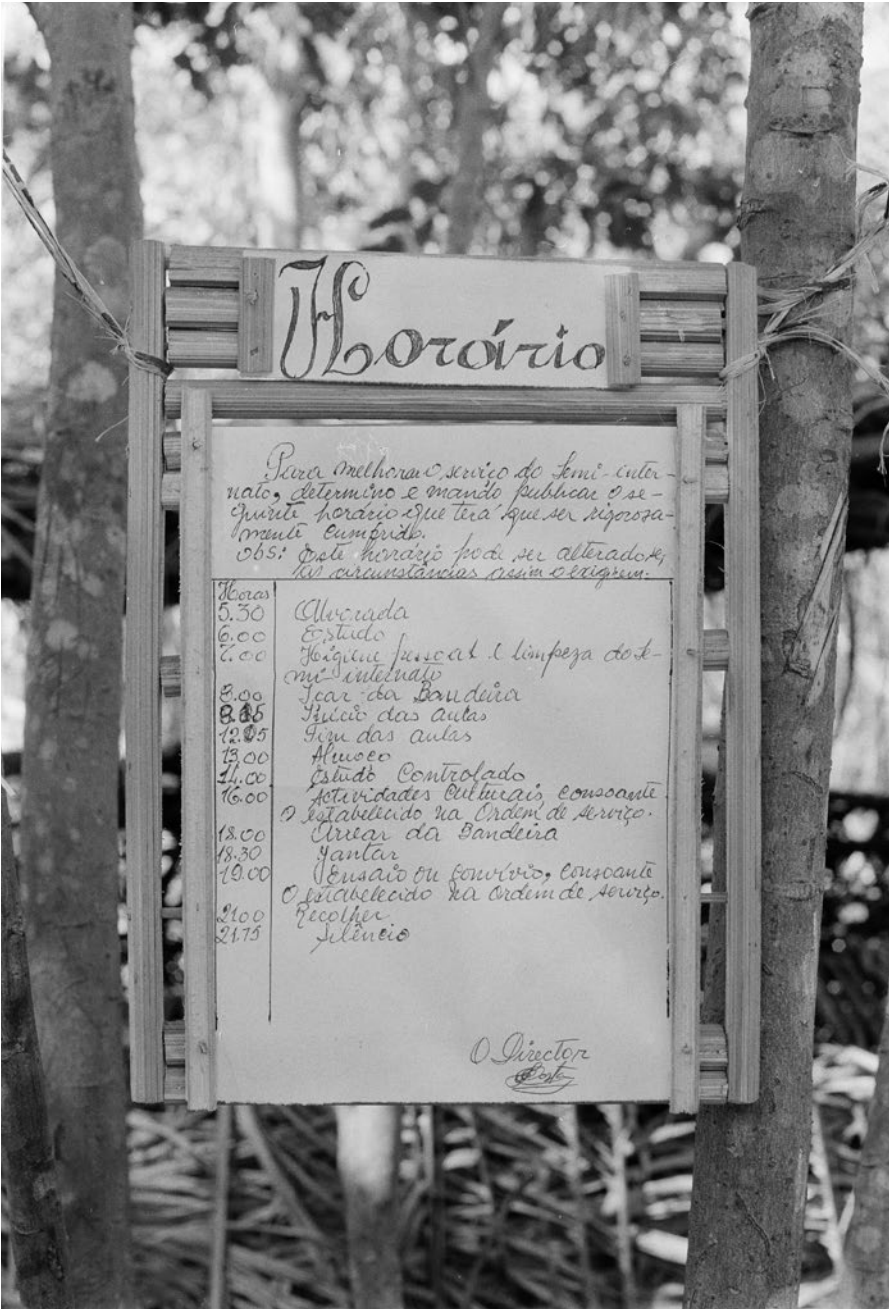 Horário
Para melhorar o serviço do Semi-inter-
nato, determino e mando publicar o se-
guinte horário que terá que ser rigorosa-
mente cumprido.
Obs: Este horário pode ser alterado se,
as circunstâncias assim o exigirem.
Horas
5.30 Alvorada
6.00 Estudo
7.00 Higiene pessoal e limpeza do Se-
mi-internato
8.00 Içar da Bandeira
8.15 Início das aulas
12.05 Fim das aulas
13.00 Almoço
14.00 Estudo Controlado
16.00 Actividades Culturais, consoante
O estabelecido na Ordem de serviço.
18.00 Arrear da Bandeira
18.30 Jantar
19.00 Ensaio ou convívio, consoante
O estabelecido na ordem de serviço.
21.00 Recolher
21.15 Silêncio
O Director